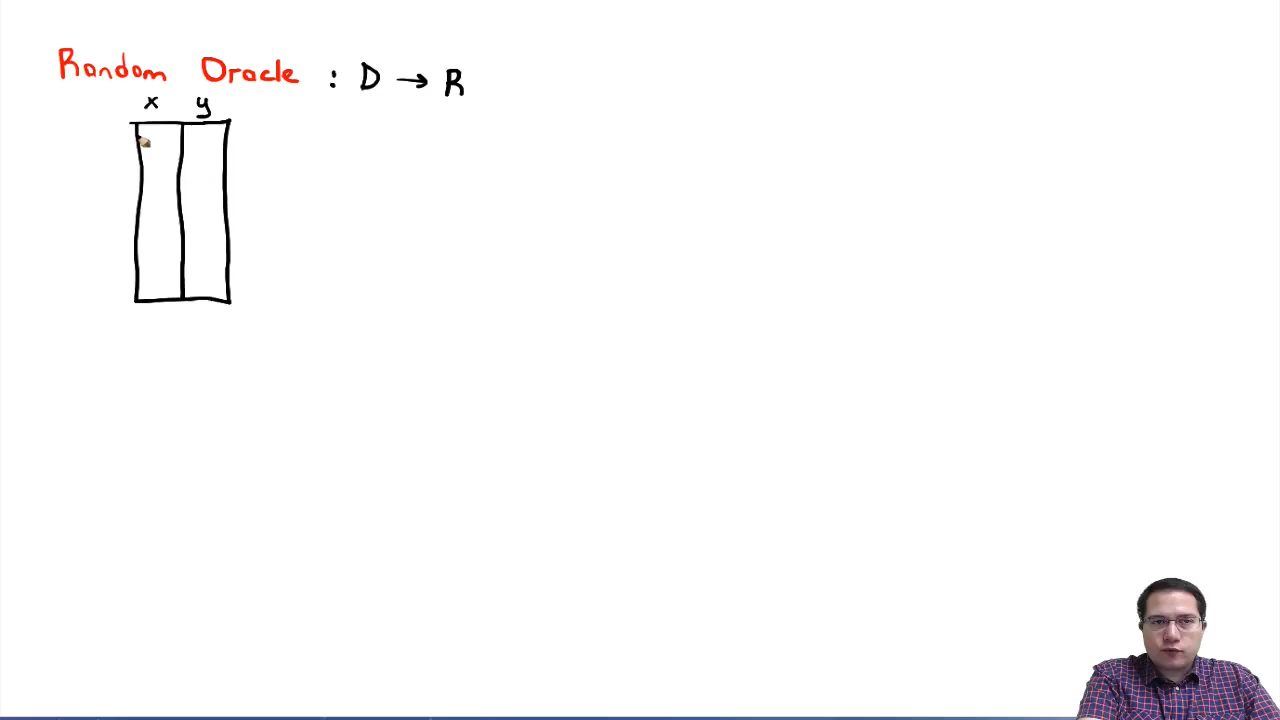 Random Oracle : D → R
x y